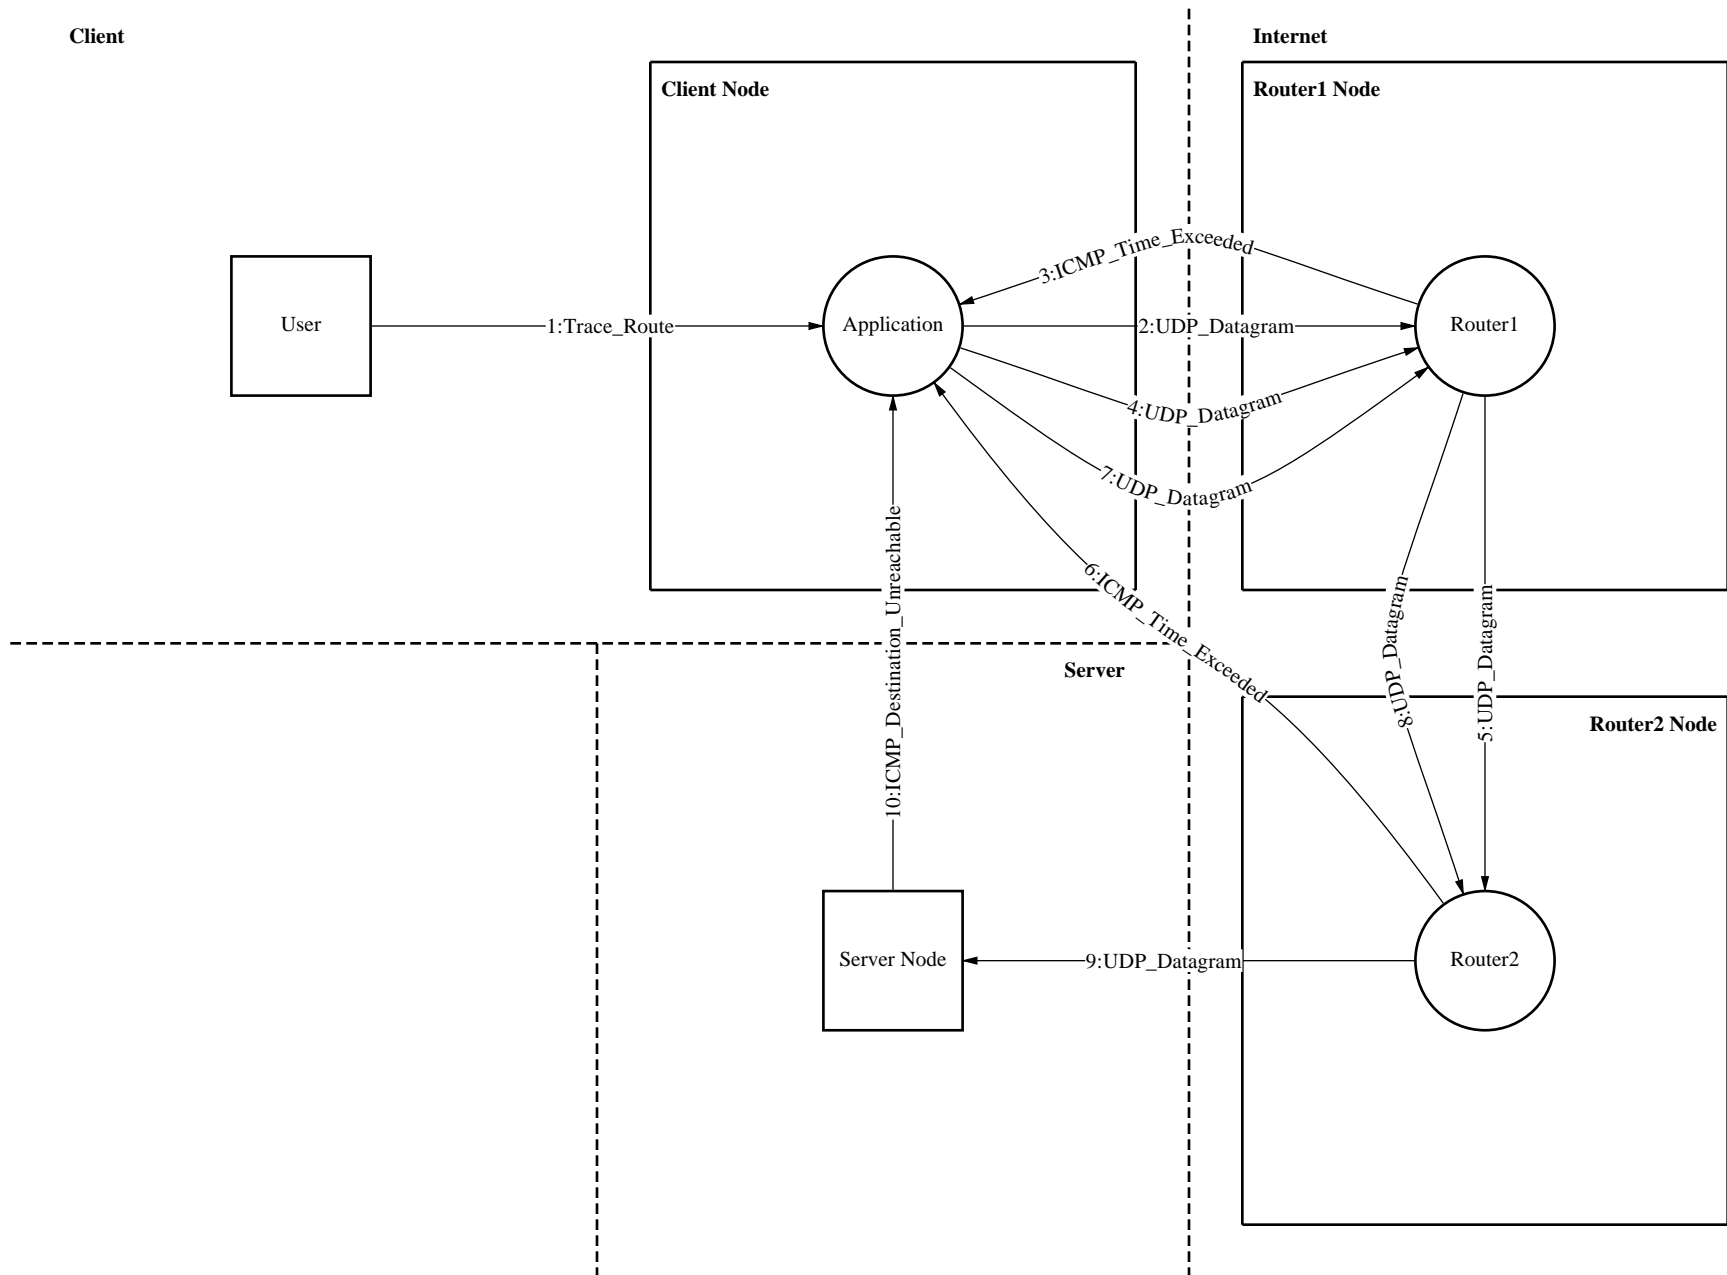 Client
Internet
Client Node
Router1 Node
3:ICMP_Time_Exceeded
User
1:Trace_Route
Application
2:UDP_Datagram
Router1
4:UDP_Datagram
7:UDP_Datagram
6:ICMP_Time_Exceeded
10:ICMP_Destination_Unreachable
8:UDP_Datagram
5:UDP_Datagram
Server
Router2 Node
Server Node
9:UDP_Datagram
Router2